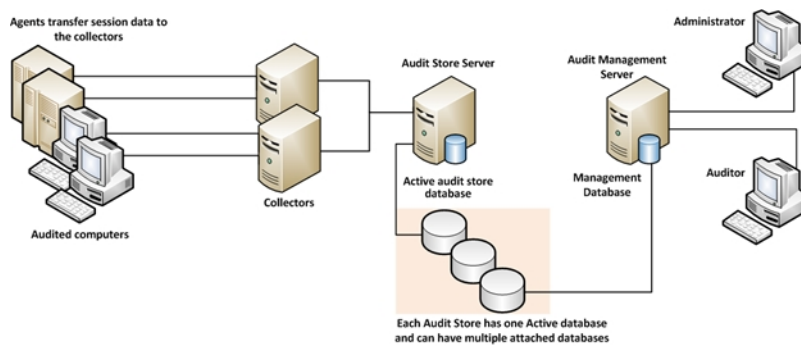 Agents transfer session data to
the collectors
Audited computers
Collectors
Audit Store Server
Active audit store
database
Each Audit Store has one Active database
and can have multiple attached databases
Audit Management
Server
Management
Database
Administrator
Auditor